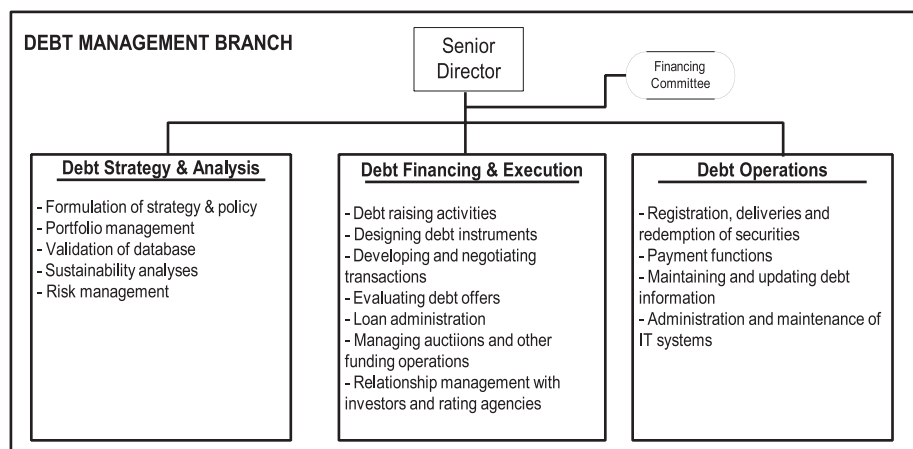 DEBT MANAGEMENT BRANCH
Senior
Director
Financing
Committee
Debt Strategy & Analysis
- Formulation of strategy & policy
- Portfolio management
- Validation of database
- Sustainability analyses
- Risk management
Debt Financing & Execution
- Debt raising activities
- Designing debt instruments
- Developing and negotiating
transactions
- Evaluating debt offers
- Loan administration
- Managing auctiions and other
funding operations
- Relationship management with
investors and rating agencies
Debt Operations
- Registration, deliveries and
redemption of securities
- Payment functions
- Maintaining and updating debt
information
- Administration and maintenance of
IT systems